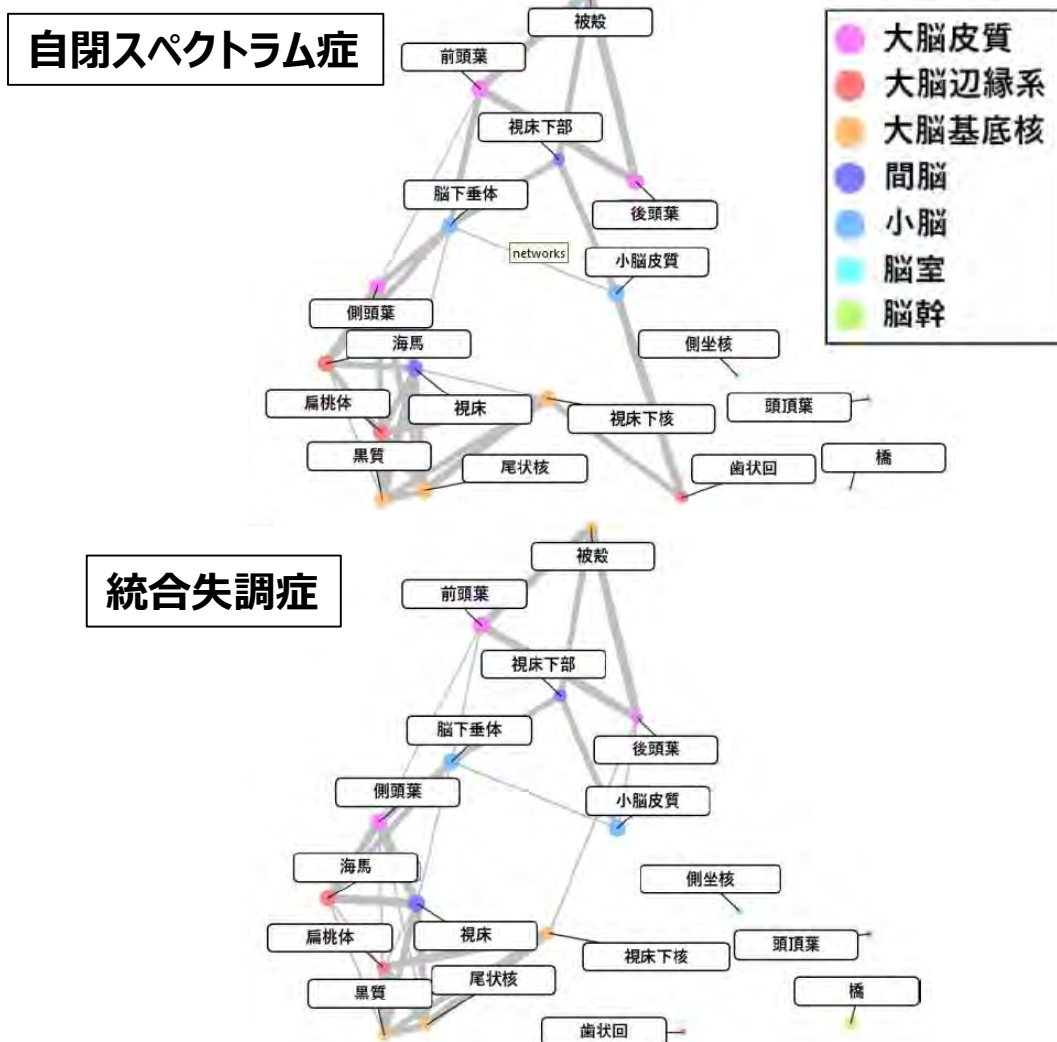 自閉スペクトラム症
被殻
前頭葉
視床下部
脳下垂体
後頭葉
networks
小脳皮質
側頭葉
海馬
側坐核
扁桃体
視床
視床下核
頭頂葉
黒質
尾状核
歯状回
橋
大脳皮質
大脳辺縁系
大脳基底核
間脳
小脳
脳室
脳幹
統合失調症
被殻
前頭葉
視床下部
脳下垂体
後頭葉
側頭葉
小脳皮質
海馬
側坐核
扁桃体
視床
視床下核
頭頂葉
黒質
尾状核
橋
歯状回